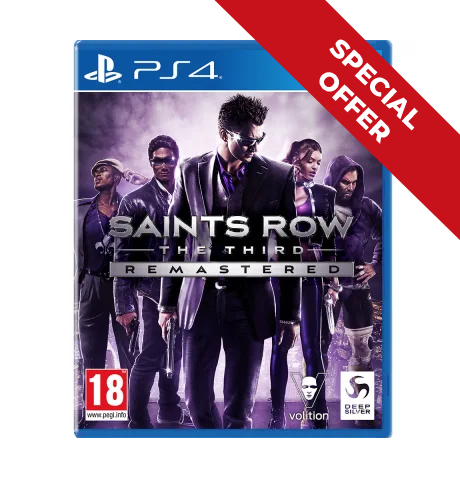 SPECIAL
OFFER
PS4
SAINTS ROW
THE THIRD
REMASTERED
18
www.pegi.info
volition
DEEP
SILVER